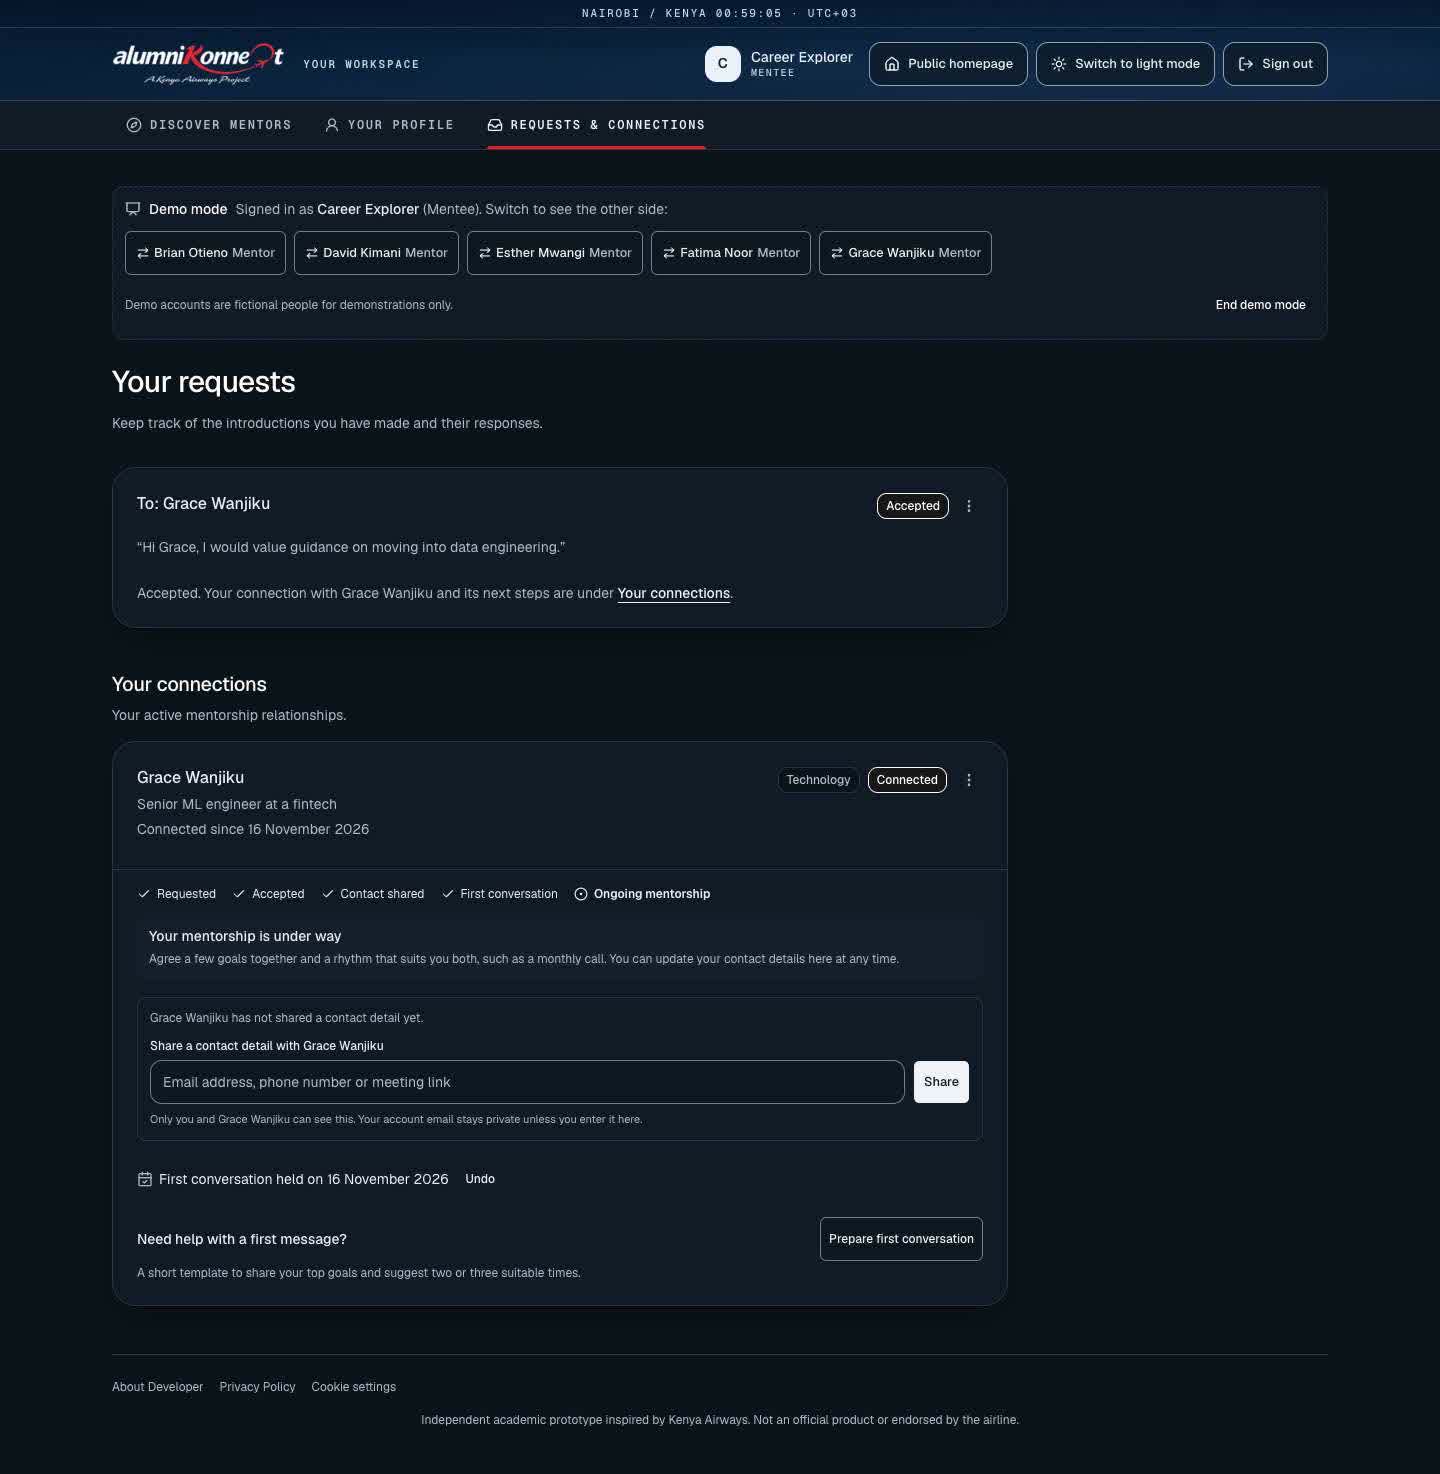 NAIROBI / KENYA 00:59:05 · UTC+03
alumniKonnect
A Kenya Airways Project
YOUR WORKSPACE
C
Career Explorer
MENTEE
Public homepage
Switch to light mode
Sign out
DISCOVER MENTORS
YOUR PROFILE
REQUESTS & CONNECTIONS
Demo mode Signed in as Career Explorer (Mentee). Switch to see the other side:
Brian Otieno Mentor
David Kimani Mentor
Esther Mwangi Mentor
Fatima Noor Mentor
Grace Wanjiku Mentor
Demo accounts are fictional people for demonstrations only.
End demo mode
Your requests
Keep track of the introductions you have made and their responses.
To: Grace Wanjiku
Accepted
“Hi Grace, I would value guidance on moving into data engineering.”
Accepted. Your connection with Grace Wanjiku and its next steps are under Your connections.
Your connections
Your active mentorship relationships.
Grace Wanjiku
Technology
Connected
Senior ML engineer at a fintech
Connected since 16 November 2026
Requested
Accepted
Contact shared
First conversation
Ongoing mentorship
Your mentorship is under way
Agree a few goals together and a rhythm that suits you both, such as a monthly call. You can update your contact details here at any time.
Grace Wanjiku has not shared a contact detail yet.
Share a contact detail with Grace Wanjiku
Email address, phone number or meeting link
Share
Only you and Grace Wanjiku can see this. Your account email stays private unless you enter it here.
First conversation held on 16 November 2026
Undo
Need help with a first message?
Prepare first conversation
A short template to share your top goals and suggest two or three suitable times.
About Developer
Privacy Policy
Cookie settings
Independent academic prototype inspired by Kenya Airways. Not an official product or endorsed by the airline.